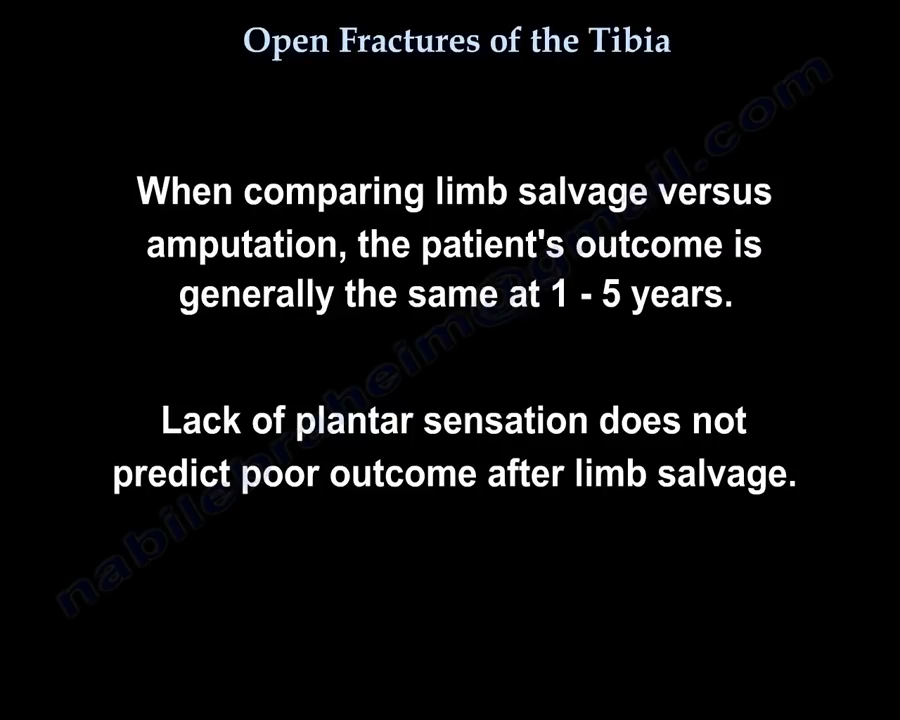 Open Fractures of the Tibia
When comparing limb salvage versus
amputation, the patient's outcome is
generally the same at 1 - 5 years.
Lack of plantar sensation does not
predict poor outcome after limb salvage.
nabilebraheim@gmail.com